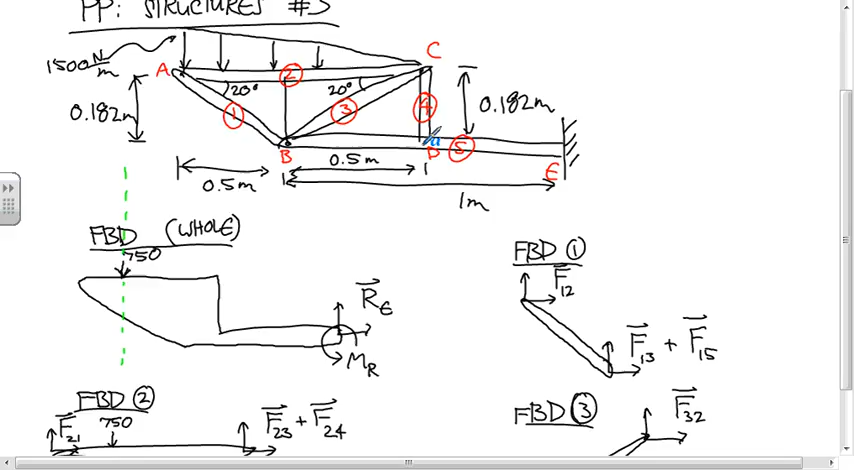 PP: STRUCTURES #3
1500 N/m
A
C
2
20°
20°
0.182m
1
3
4
0.182m
B
D
5
E
0.5m
0.5m
1m
FBD (WHOLE)
750
R_E
M_R
FBD 1
F_12
F_13 + F_15
FBD 2
F_21
750
F_23 + F_24
FBD 3
F_32